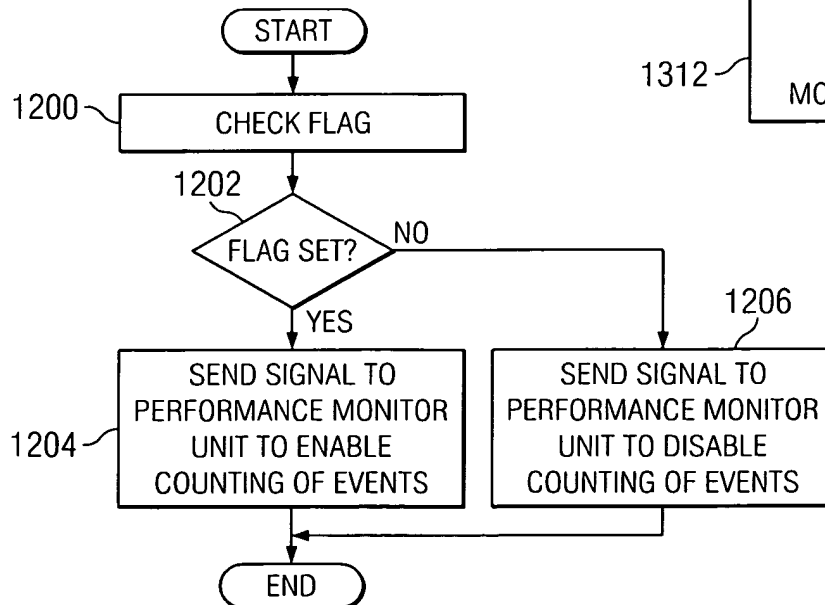 START
1312
MO
1200
CHECK FLAG
1202
FLAG SET?
NO
YES
1206
1204
SEND SIGNAL TO
PERFORMANCE MONITOR
UNIT TO ENABLE
COUNTING OF EVENTS
SEND SIGNAL TO
PERFORMANCE MONITOR
UNIT TO DISABLE
COUNTING OF EVENTS
END